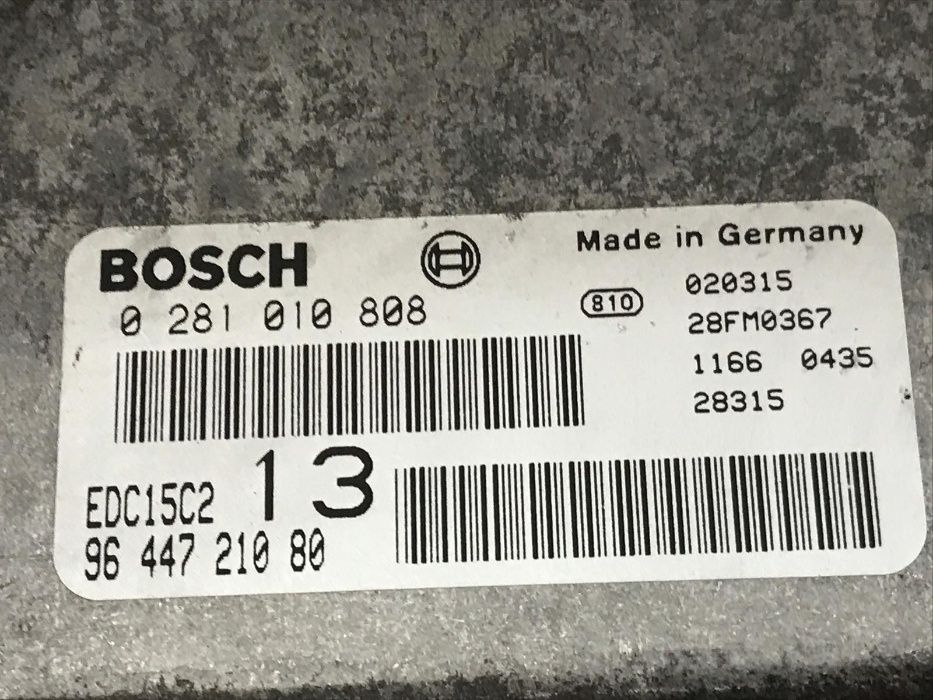 BOSCH
Made in Germany
0 281 010 808
810
020315
28FM0367
1166 0435
28315
EDC15C2
13
96 447 210 80